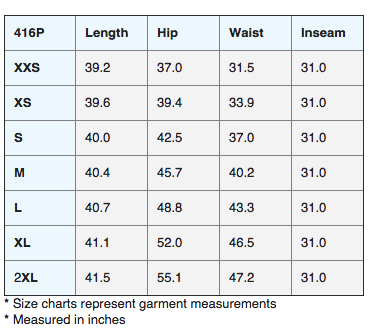 416P Length Hip Waist Inseam
XXS 39.2 37.0 31.5 31.0
XS 39.6 39.4 33.9 31.0
S 40.0 42.5 37.0 31.0
M 40.4 45.7 40.2 31.0
L 40.7 48.8 43.3 31.0
XL 41.1 52.0 46.5 31.0
2XL 41.5 55.1 47.2 31.0
* Size charts represent garment measurements
* Measured in inches